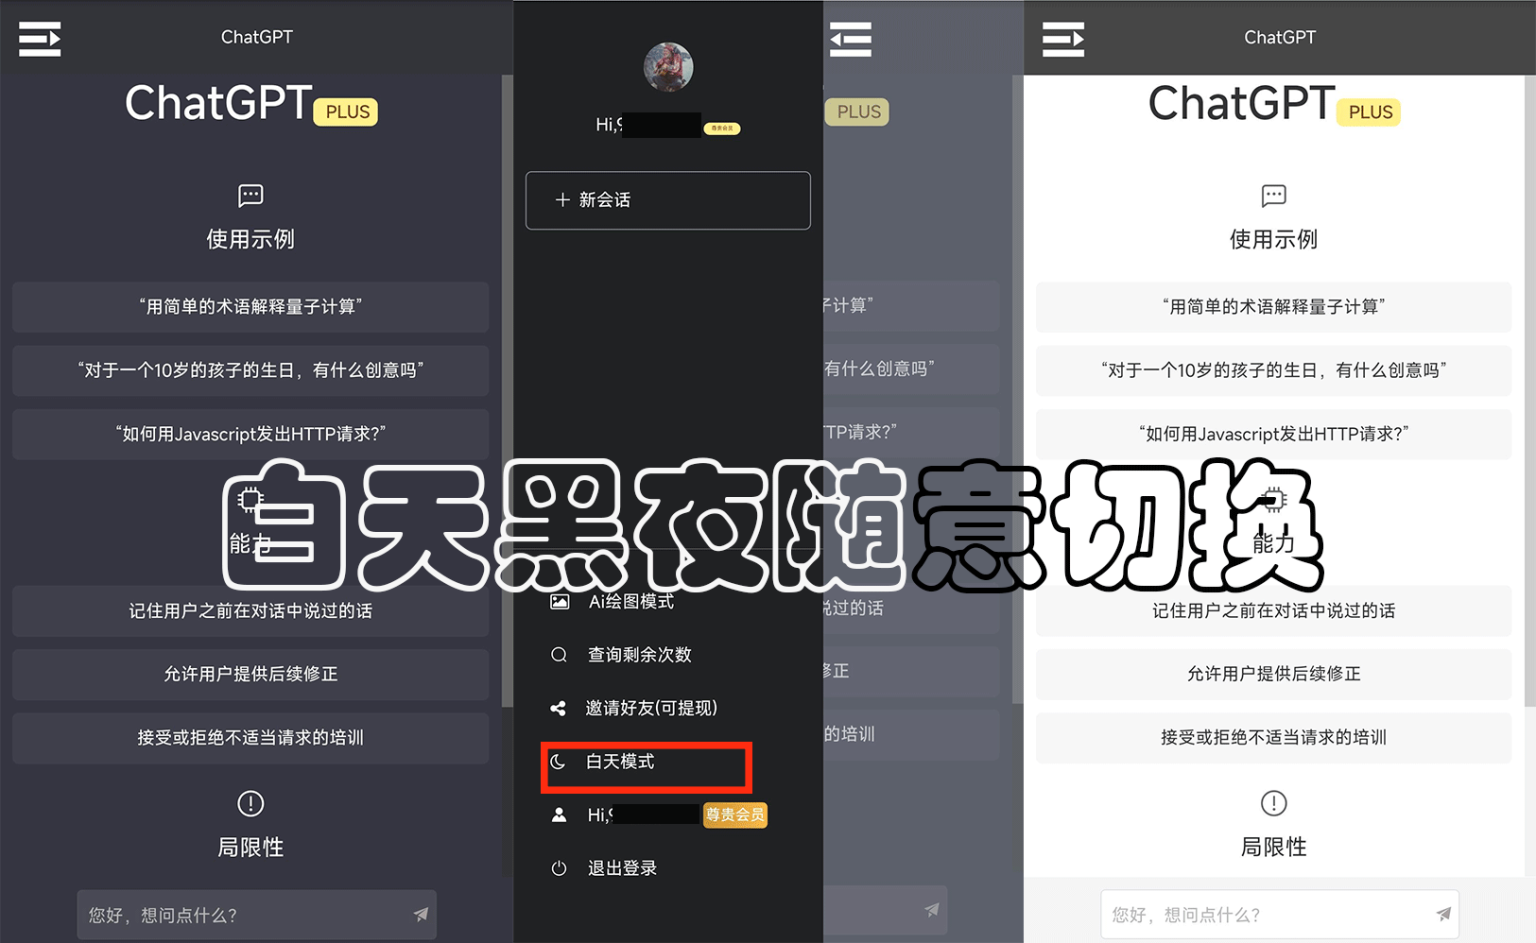 ChatGPT
ChatGPT PLUS
使用示例
“用简单的术语解释量子计算”
“对于一个10岁的孩子的生日，有什么创意吗”
“如何用Javascript发出HTTP请求?”
能力
记住用户之前在对话中说过的话
允许用户提供后续修正
接受或拒绝不适当请求的培训
局限性
您好，想问点什么?
Hi,9
尊贵会员
+ 新会话
Ai绘图模式
查询剩余次数
邀请好友(可提现)
白天模式
Hi,9 尊贵会员
退出登录
PLUS
子计算”
有什么创意吗”
TP请求?”
说过的话
修正
的培训
ChatGPT
ChatGPT PLUS
使用示例
“用简单的术语解释量子计算”
“对于一个10岁的孩子的生日，有什么创意吗”
“如何用Javascript发出HTTP请求?”
能力
记住用户之前在对话中说过的话
允许用户提供后续修正
接受或拒绝不适当请求的培训
局限性
您好，想问点什么?
白天黑夜随意切换